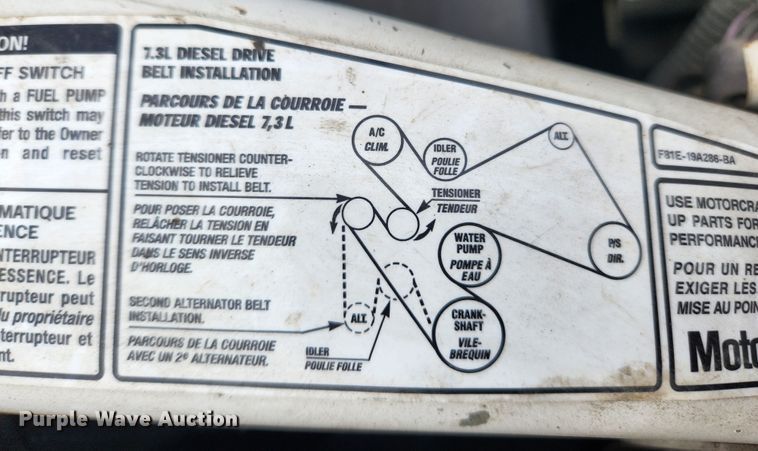 ON!
FF SWITCH
h a FUEL PUMP
this switch may
fer to the Owner
on and reset
MATIQUE
ENCE
INTERRUPTEUR
ESSENCE. Le
rrupteur peut
du propriétaire
terrupteur et
nt.
7.3L DIESEL DRIVE
BELT INSTALLATION
PARCOURS DE LA COURROIE —
MOTEUR DIESEL 7,3 L
ROTATE TENSIONER COUNTER-
CLOCKWISE TO RELIEVE
TENSION TO INSTALL BELT.
POUR POSER LA COURROIE,
RELÂCHER LA TENSION EN
FAISANT TOURNER LE TENDEUR
DANS LE SENS INVERSE
D'HORLOGE.
SECOND ALTERNATOR BELT
INSTALLATION.
PARCOURS DE LA COURROIE
AVEC UN 2e ALTERNATEUR.
A/C
CLIM.
IDLER
POULIE
FOLLE
ALT.
TENSIONER
TENDEUR
WATER
PUMP
POMPE À
EAU
P/S
DIR.
ALT.
CRANK-
SHAFT
VILE-
BREQUIN
IDLER
POULIE FOLLE
F81E-19A286-BA
USE MOTORCRA
UP PARTS FOR
PERFORMANCE
POUR UN RE
EXIGER LES
MISE AU POIN
Moto
Purple Wave Auction